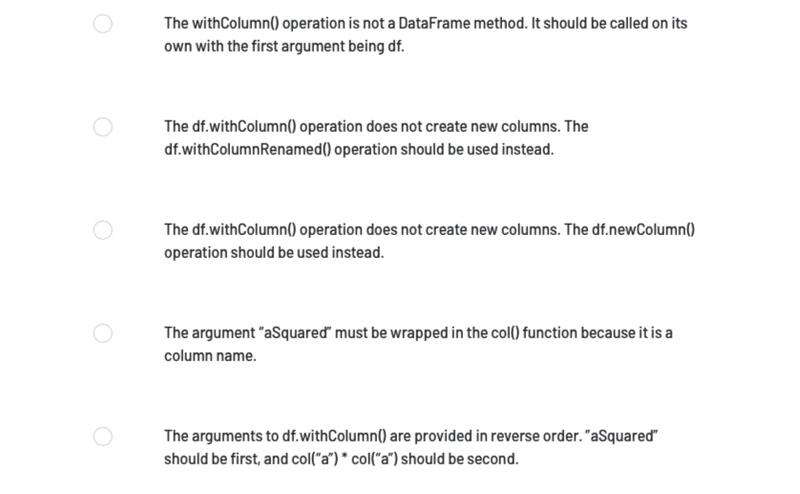 The withColumn() operation is not a DataFrame method. It should be called on its
own with the first argument being df.
The df.withColumn() operation does not create new columns. The
df.withColumnRenamed() operation should be used instead.
The df.withColumn() operation does not create new columns. The df.newColumn()
operation should be used instead.
The argument "aSquared" must be wrapped in the col() function because it is a
column name.
The arguments to df.withColumn() are provided in reverse order. "aSquared"
should be first, and col("a") * col("a") should be second.